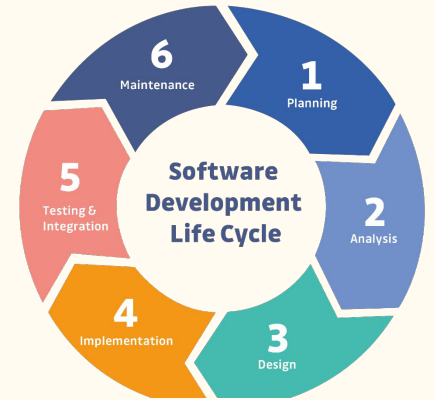 Software
Development
Life Cycle
1
Planning
2
Analysis
3
Design
4
Implementation
5
Testing &
Integration
6
Maintenance